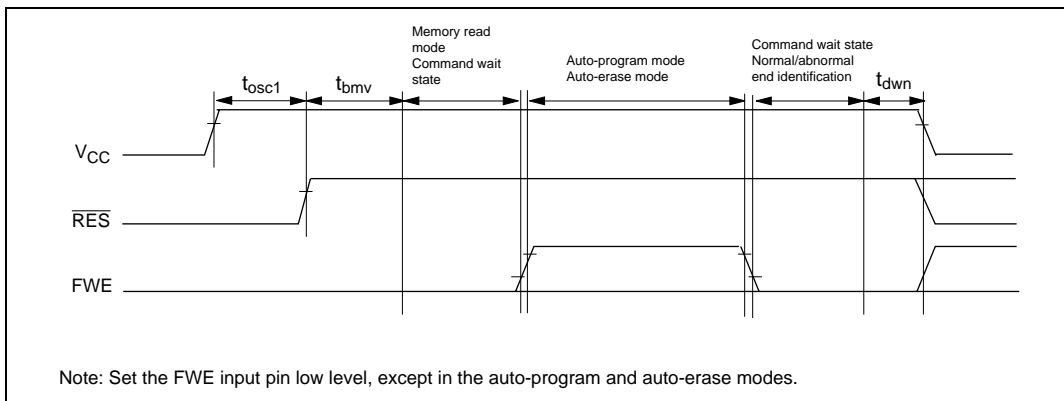 Memory read
mode
Command wait
state
Auto-program mode
Auto-erase mode
Command wait state
Normal/abnormal
end identification
tosc1
tbmv
tdwn
VCC
RES
FWE
Note: Set the FWE input pin low level, except in the auto-program and auto-erase modes.